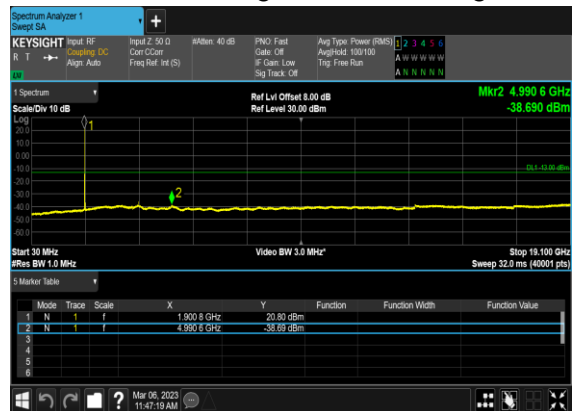 Spectrum Analyzer 1
Swept SA
+
KEYSIGHT Input: RF Input Z: 50 Ω #Atten: 40 dB PNO: Fast Avg Type: Power (RMS) 1 2 3 4 5 6
R T Coupling: DC Corr CCorr Gate: Off Avg|Hold: 100/100 A W W W W W
Align: Auto Freq Ref: Int (S) IF Gain: Low Trig: Free Run
LXI Sig Track: Off A N N N N N
1 Spectrum Ref Lvl Offset 8.00 dB Mkr2 4.990 6 GHz
Scale/Div 10 dB Ref Level 30.00 dBm -38.690 dBm
Log
1
20.0
10.0
0.00
-10.0
DL1 -13.00 dBm
-20.0
2
-30.0
-40.0
-50.0
-60.0
Start 30 MHz Video BW 3.0 MHz* Stop 19.100 GHz
#Res BW 1.0 MHz Sweep 32.0 ms (40001 pts)
5 Marker Table
Mode Trace Scale X Y Function Function Width Function Value
1 N 1 f 1.900 8 GHz 20.80 dBm
2 N 1 f 4.990 6 GHz -38.69 dBm
3
4
5
6
? Mar 06, 2023
11:47:19 AM